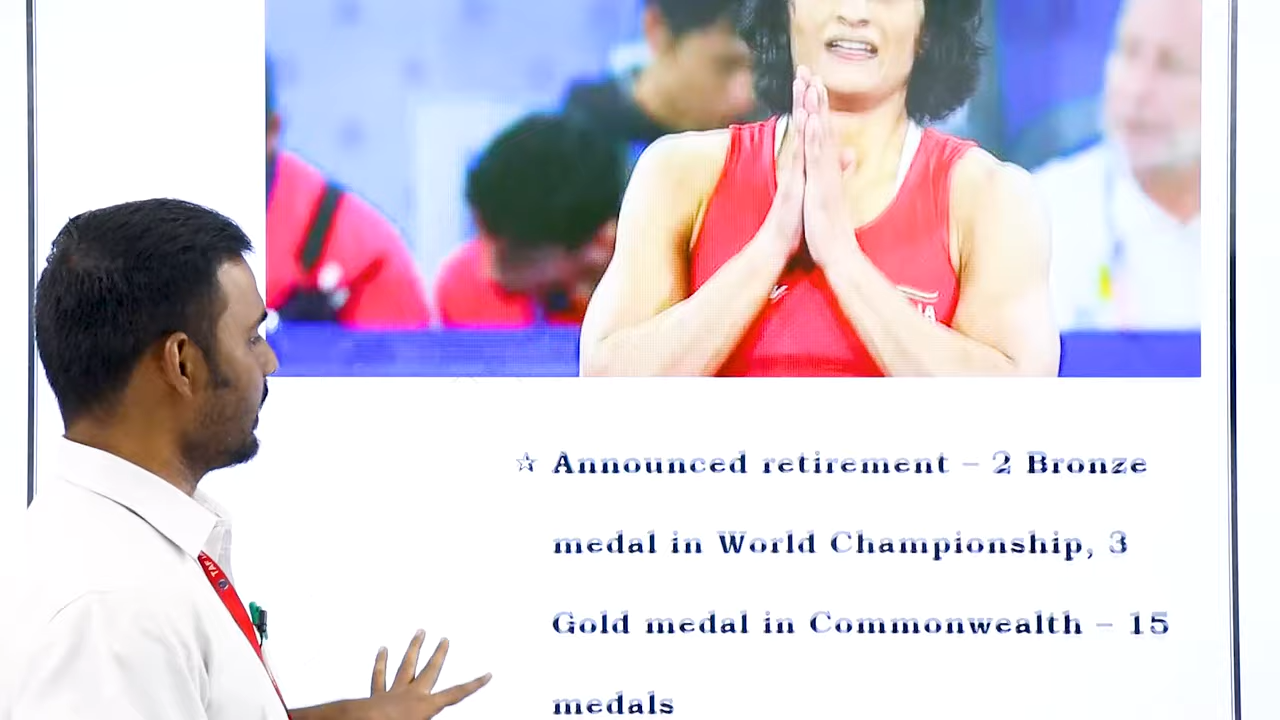 ☆ Announced retirement – 2 Bronze
medal in World Championship, 3
Gold medal in Commonwealth – 15
medals